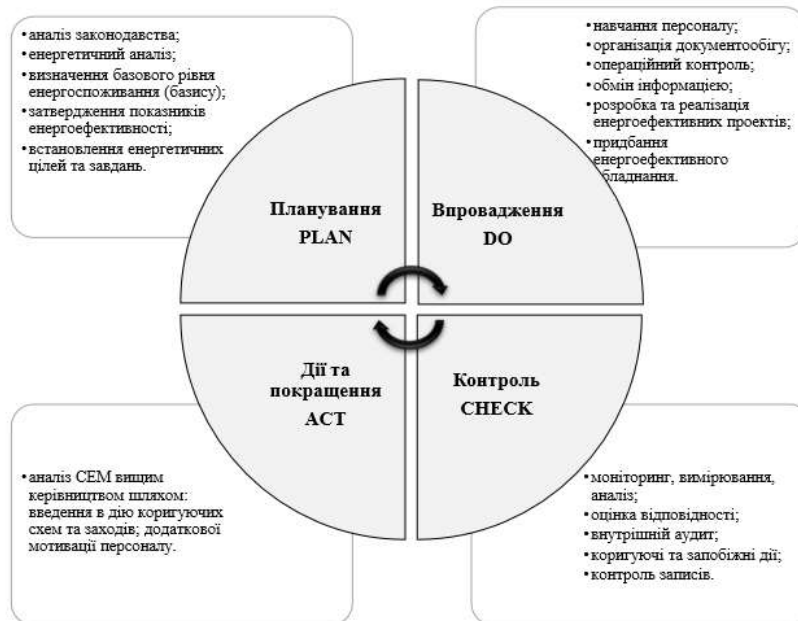 •аналіз законодавства;
•енергетичний аналіз;
•визначення базового рівня
енергоспоживання (базису);
•затвердження показників
енергоефективності;
•встановлення енергетичних
цілей та завдань.
•навчання персоналу;
•організація документообігу;
•операційний контроль;
•обмін інформацією;
•розробка та реалізація
енергоефективних проектів;
•придбання
енергоефективного
обладнання.
Планування
PLAN
Впровадження
DO
Дії та
покращення
ACT
Контроль
CHECK
•аналіз СЕМ вищим
керівництвом шляхом:
введення в дію коригуючих
схем та заходів; додаткової
мотивації персоналу.
•моніторинг, вимірювання,
аналіз;
•оцінка відповідності;
•внутрішній аудит;
•коригуючі та запобіжні дії;
•контроль записів.